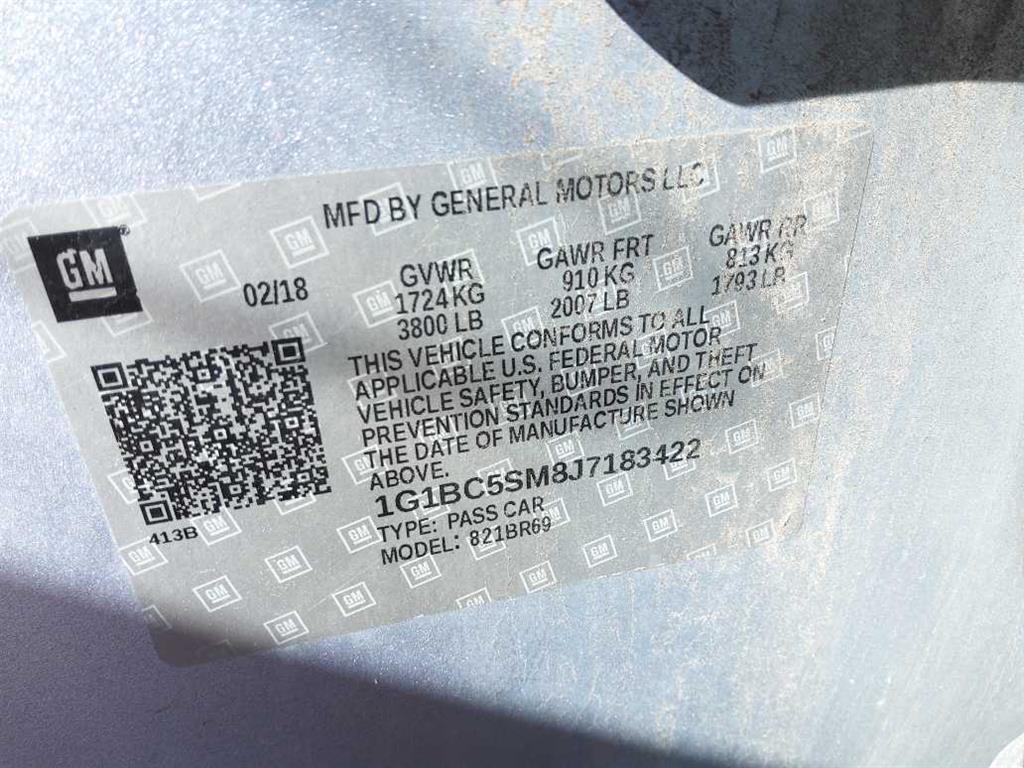 MFD BY GENERAL MOTORS LLC
GM
02/18
GVWR
1724 KG
3800 LB
GAWR FRT
910 KG
2007 LB
GAWR RR
813 KG
1793 LB
THIS VEHICLE CONFORMS TO ALL
APPLICABLE U.S. FEDERAL MOTOR
VEHICLE SAFETY, BUMPER, AND THEFT
PREVENTION STANDARDS IN EFFECT ON
THE DATE OF MANUFACTURE SHOWN
ABOVE.
1G1BC5SM8J7183422
TYPE: PASS CAR
MODEL: 821BR69
413B